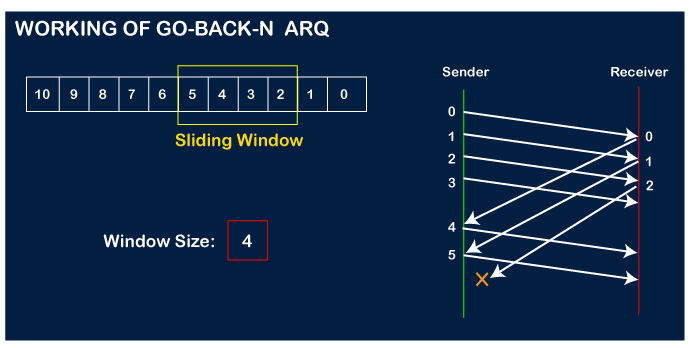 WORKING OF GO-BACK-N ARQ
10 9 8 7 6 5 4 3 2 1 0
Sliding Window
Window Size: 4
Sender Receiver
0
1
2
3
4
5
0
1
2